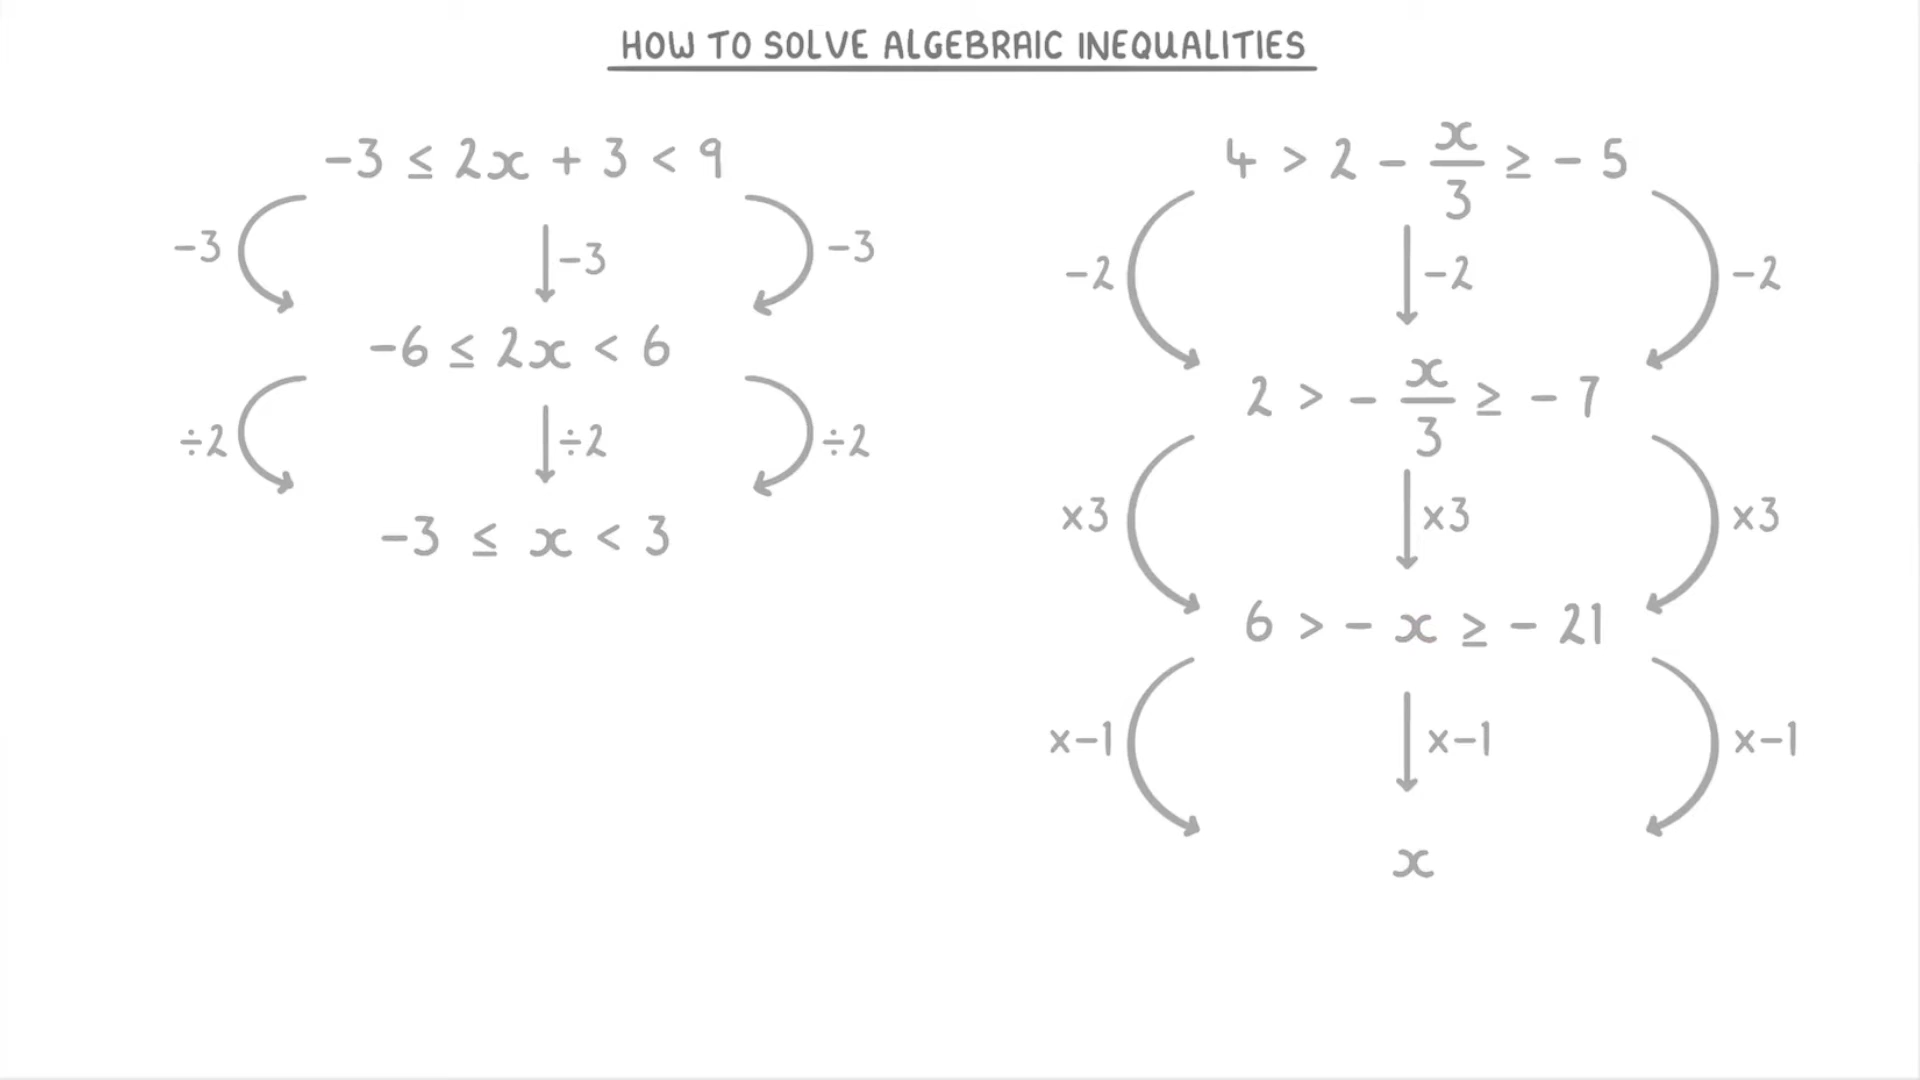 HOW TO SOLVE ALGEBRAIC INEQUALITIES
-3 ≤ 2x + 3 < 9
-3 -3 -3
-6 ≤ 2x < 6
÷2 ÷2 ÷2
-3 ≤ x < 3
4 > 2 - x/3 ≥ - 5
-2 -2 -2
2 > - x/3 ≥ - 7
x3 x3 x3
6 > - x ≥ - 21
x-1 x-1 x-1
x